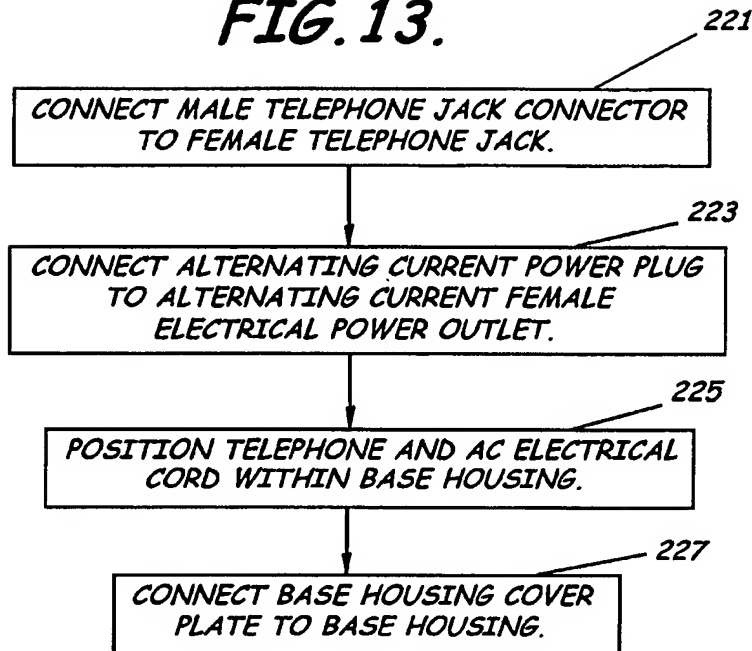 FIG. 13.
221
CONNECT MALE TELEPHONE JACK CONNECTOR
TO FEMALE TELEPHONE JACK.
223
CONNECT ALTERNATING CURRENT POWER PLUG
TO ALTERNATING CURRENT FEMALE
ELECTRICAL POWER OUTLET.
225
POSITION TELEPHONE AND AC ELECTRICAL
CORD WITHIN BASE HOUSING.
227
CONNECT BASE HOUSING COVER
PLATE TO BASE HOUSING.